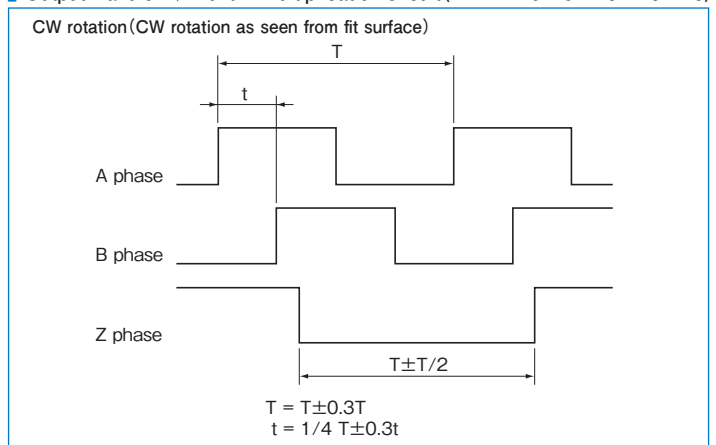 CW rotation(CW rotation as seen from fit surface)
T
t
A phase
B phase
Z phase
T±T/2
T = T±0.3T
t = 1/4 T±0.3t